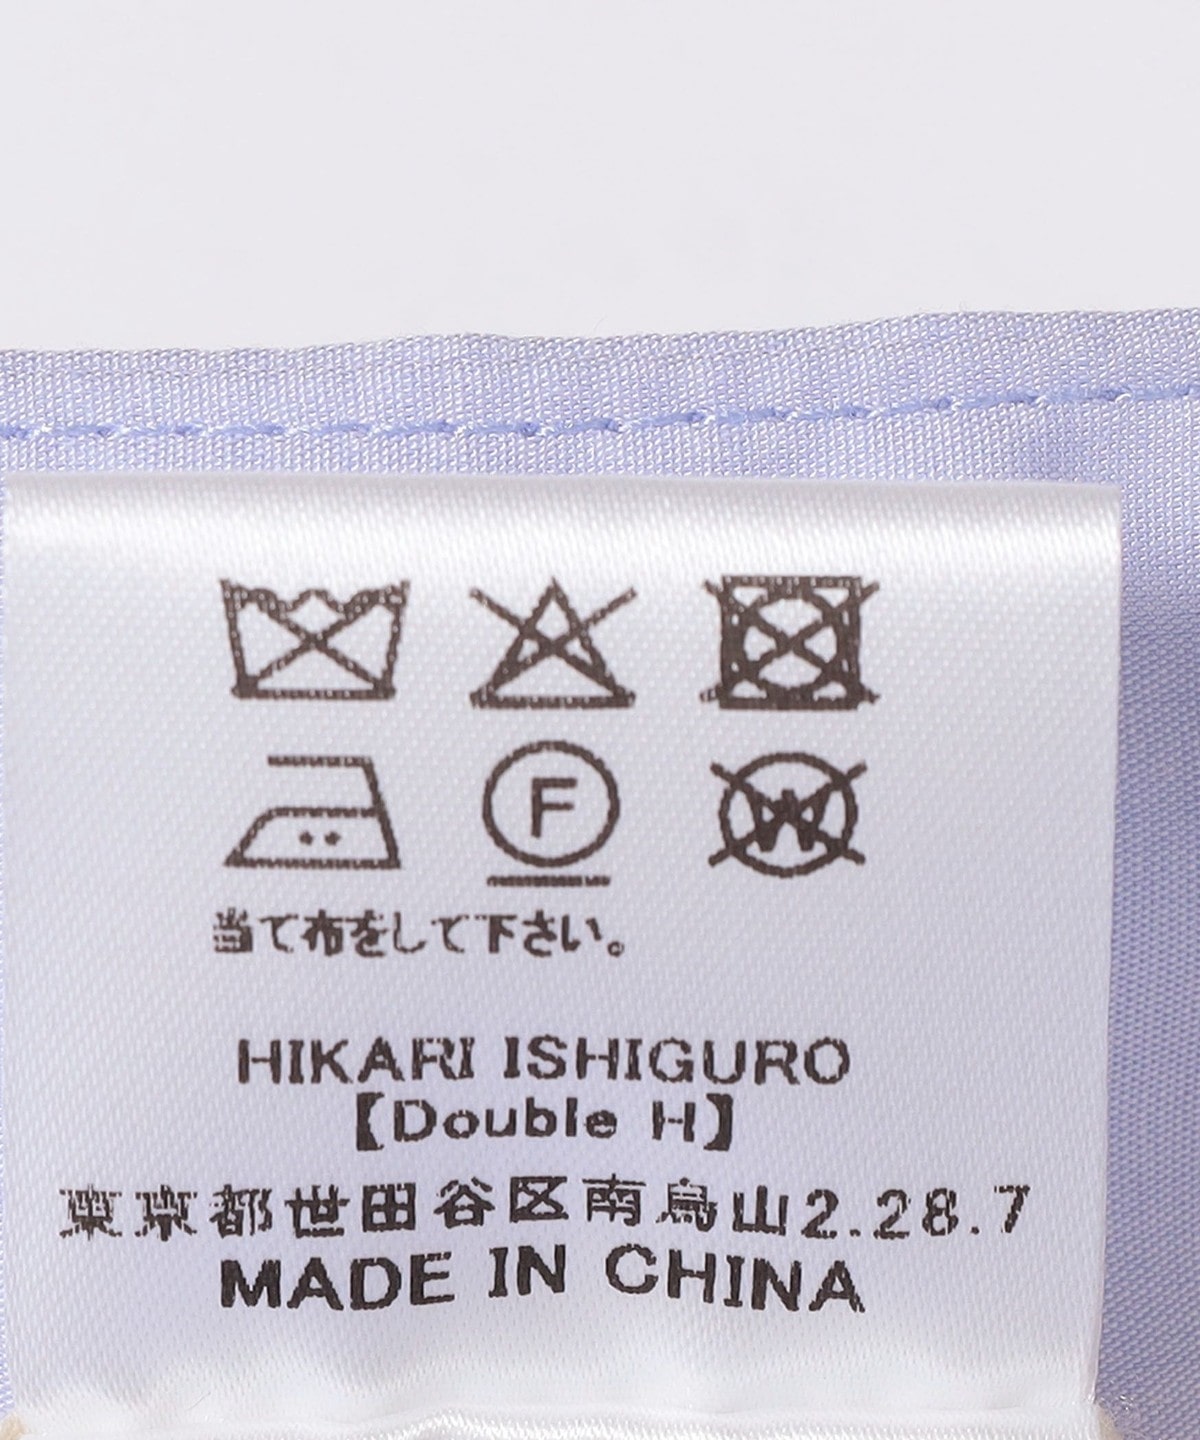 F W
当て布をして下さい。
HIKARI ISHIGURO
【Double H】
東京都世田谷区南烏山2.28.7
MADE IN CHINA